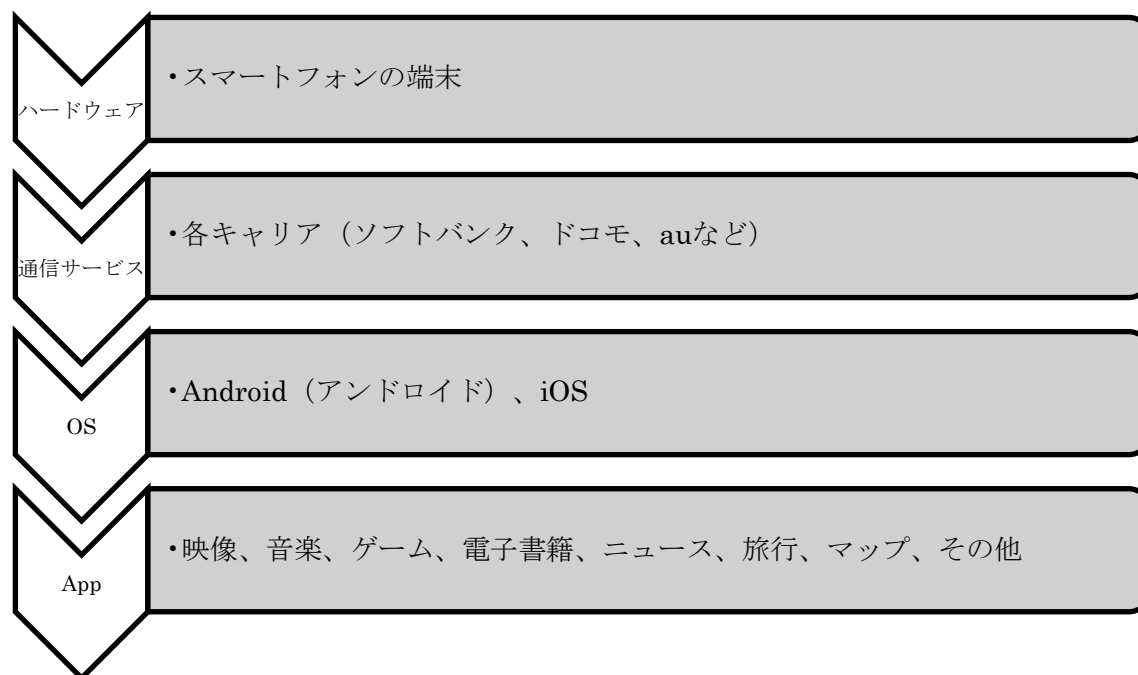 ハードウェア
・スマートフォンの端末
通信サービス
・各キャリア（ソフトバンク、ドコモ、auなど）
OS
・Android（アンドロイド）、iOS
App
・映像、音楽、ゲーム、電子書籍、ニュース、旅行、マップ、その他